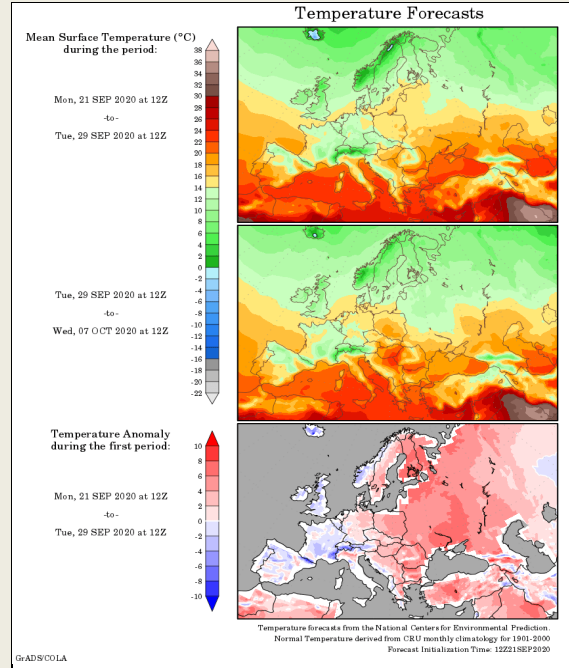 Temperature Forecasts
Mean Surface Temperature (°C)
during the period:
Mon, 21 SEP 2020 at 12Z
-to-
Tue, 29 SEP 2020 at 12Z
38
36
34
32
30
28
26
24
22
20
18
16
14
12
10
8
6
4
2
0
-2
-4
-6
-8
-10
-12
-14
-16
-18
-20
-22
Tue, 29 SEP 2020 at 12Z
-to-
Wed, 07 OCT 2020 at 12Z
Temperature Anomaly
during the first period:
Mon, 21 SEP 2020 at 12Z
-to-
Tue, 29 SEP 2020 at 12Z
10
8
6
4
2
0
-2
-4
-6
-8
-10
Temperature forecasts from the National Centers for Environmental Prediction.
Normal Temperature derived from CRU monthly climatology for 1901-2000
Forecast Initialization Time: 12Z21SEP2020
GrADS/COLA